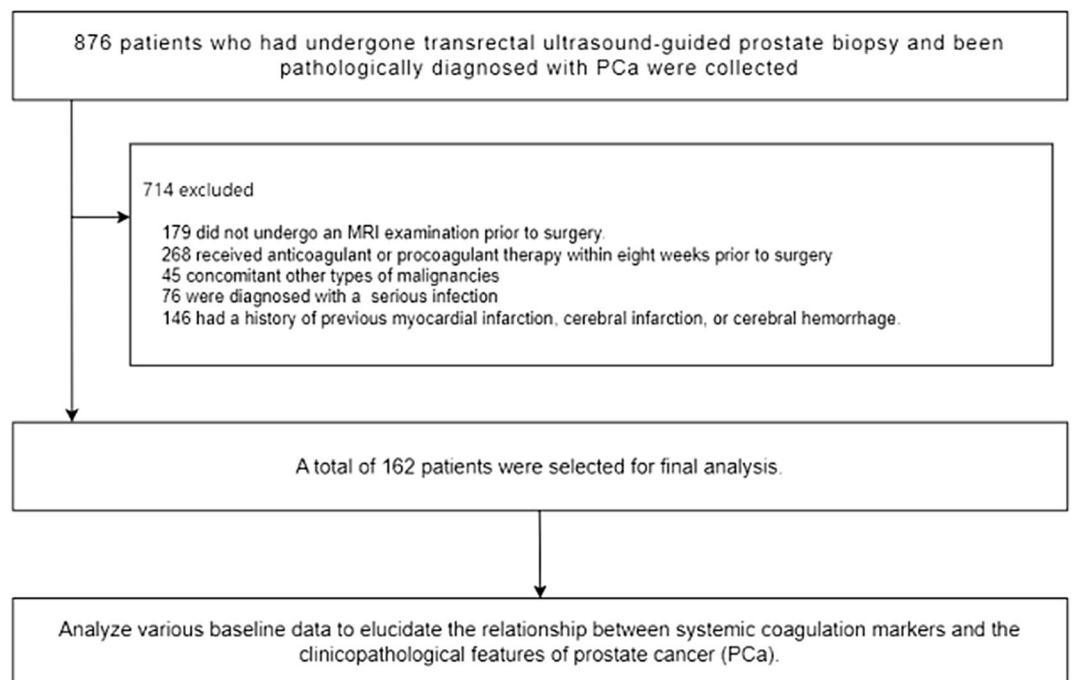 876 patients who had undergone transrectal ultrasound-guided prostate biopsy and been
pathologically diagnosed with PCa were collected
714 excluded
179 did not undergo an MRI examination prior to surgery.
268 received anticoagulant or procoagulant therapy within eight weeks prior to surgery
45 concomitant other types of malignancies
76 were diagnosed with a serious infection
146 had a history of previous myocardial infarction, cerebral infarction, or cerebral hemorrhage.
A total of 162 patients were selected for final analysis.
Analyze various baseline data to elucidate the relationship between systemic coagulation markers and the
clinicopathological features of prostate cancer (PCa).